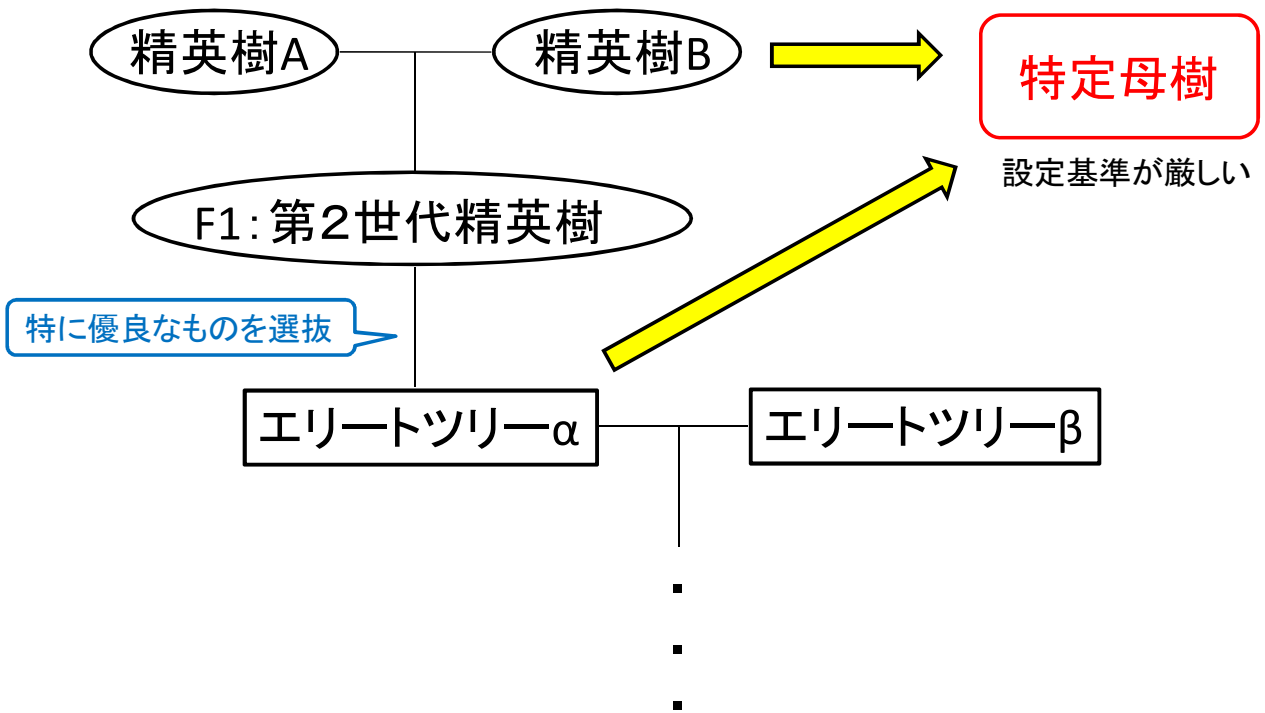 精英樹A
精英樹B
特定母樹
設定基準が厳しい
F1:第２世代精英樹
特に優良なものを選抜
エリートツリーα
エリートツリーβ